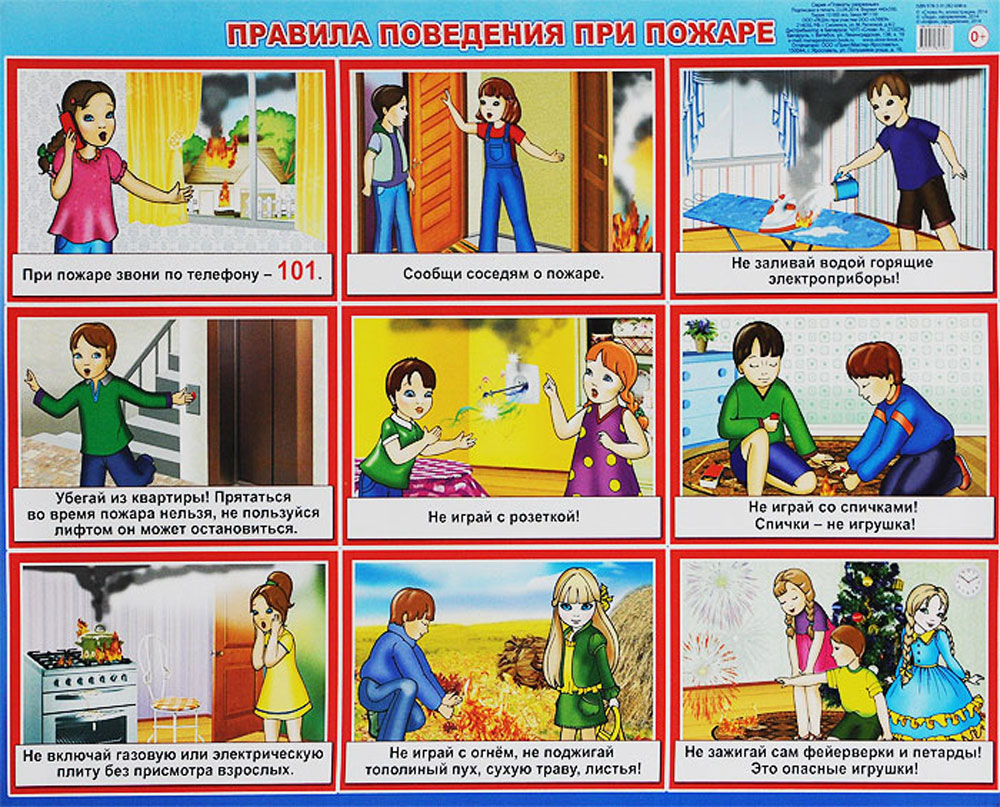 ПРАВИЛА ПОВЕДЕНИЯ ПРИ ПОЖАРЕ
0+
При пожаре звони по телефону – 101.
Сообщи соседям о пожаре.
Не заливай водой горящие
электроприборы!
Убегай из квартиры! Прятаться
во время пожара нельзя, не пользуйся
лифтом он может остановиться.
Не играй с розеткой!
Не играй со спичками!
Спички – не игрушка!
Не включай газовую или электрическую
плиту без присмотра взрослых.
Не играй с огнём, не поджигай
тополиный пух, сухую траву, листья!
Не зажигай сам фейерверки и петарды!
Это опасные игрушки!